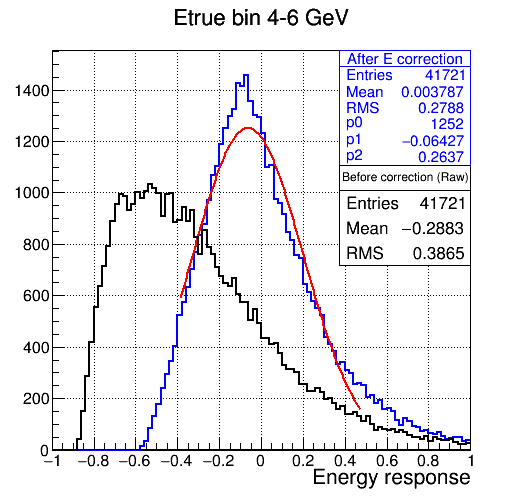 Etrue bin 4-6 GeV
After E correction
Entries 41721
Mean 0.003787
RMS 0.2788
p0 1252
p1 −0.06427
p2 0.2637
Before correction (Raw)
Entries 41721
Mean −0.2883
RMS 0.3865
1400
1200
1000
800
600
400
200
0
−1 −0.8 −0.6 −0.4 −0.2 0 0.2 0.4 0.6 0.8 1
Energy response